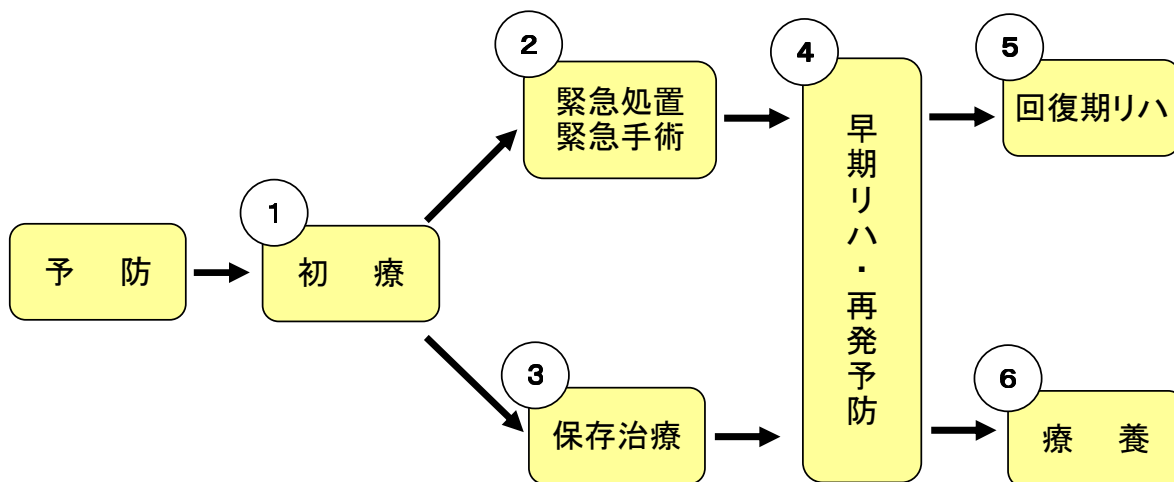 予 防
1
初 療
2
緊急処置
緊急手術
3
保存治療
4
早期リハ・再発予防
5
回復期リハ
6
療 養